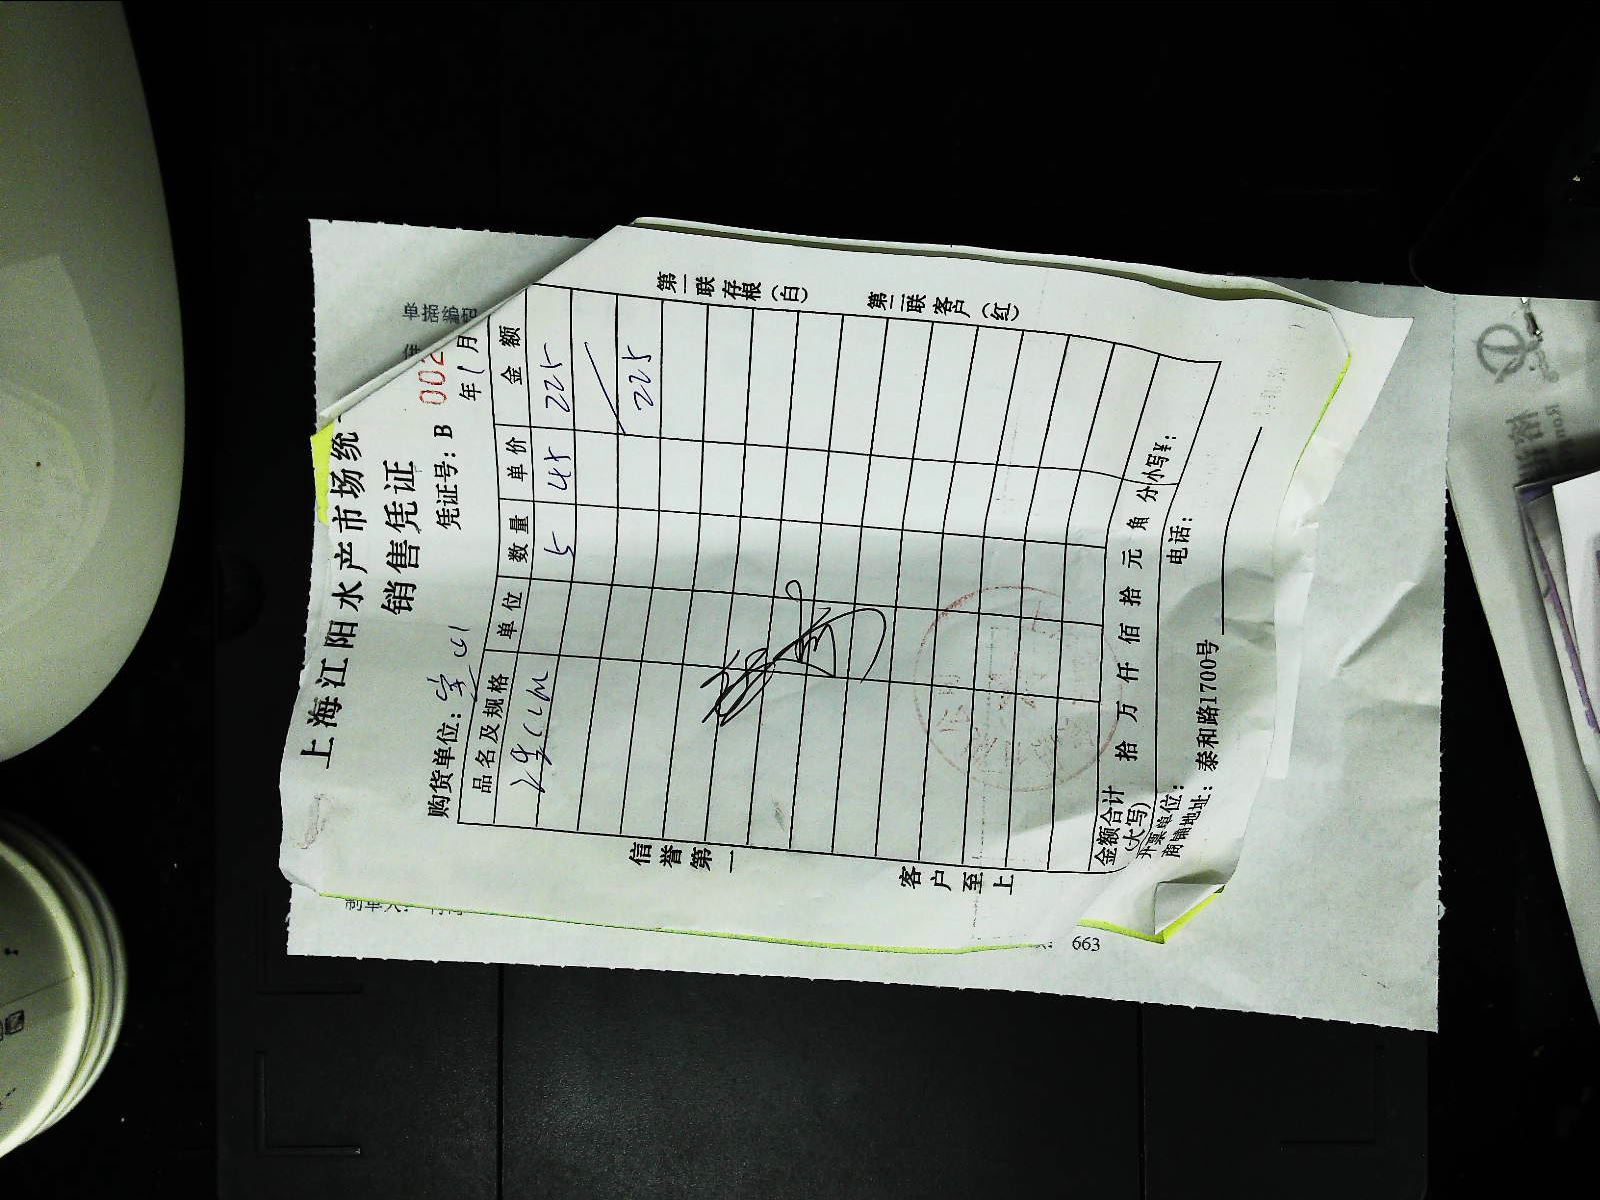 单据编码
上海江阳水产市场统
销售凭证
凭证号：B 002
购货单位：宝山
年 1 月
品名及规格 单位 数量 单价 金额
5 45 225
225
信誉第一
客户至上
第一联存根（白）
第二联客户（红）
金额合计（大写） 拾 万 仟 佰 拾 元 角 分 小写¥：
开票单位： 电话：
商铺地址：泰和路1700号
663